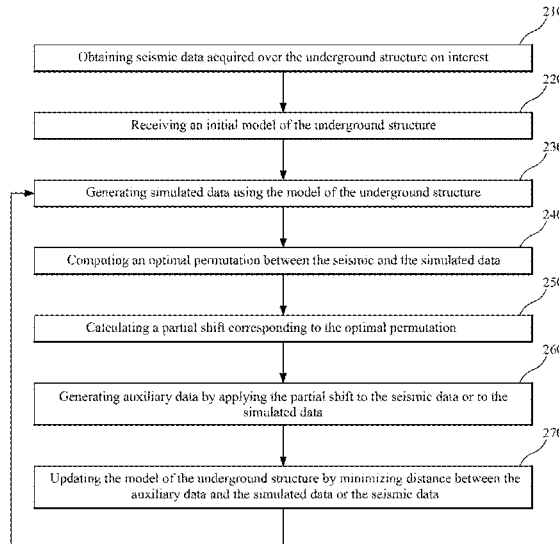 210
Obtaining seismic data acquired over the underground structure on interest
220
Receiving an initial model of the underground structure
230
Generating simulated data using the model of the underground structure
240
Computing an optimal permutation between the seismic and the simulated data
250
Calculating a partial shift corresponding to the optimal permutation
260
Generating auxiliary data by applying the partial shift to the seismic data or to the
simulated data
270
Updating the model of the underground structure by minimizing distance between the
auxiliary data and the simulated data or the seismic data